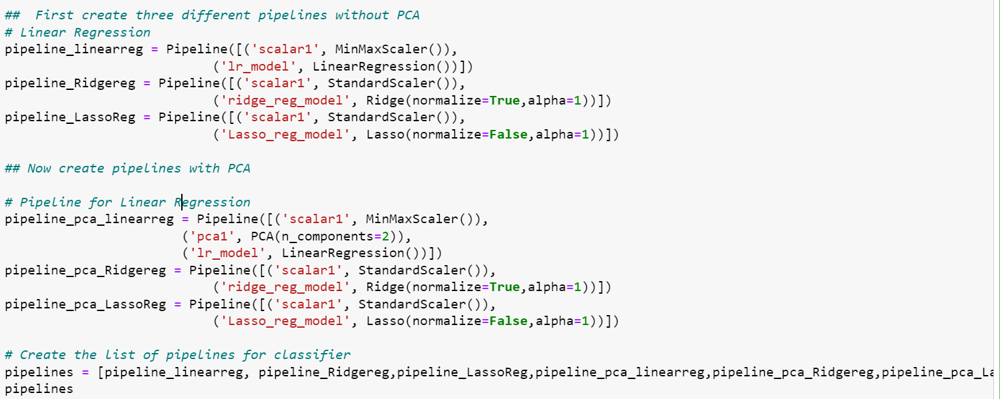 ##  First create three different pipelines without PCA
# Linear Regression
pipeline_linearreg = Pipeline([('scalar1', MinMaxScaler()),
                           ('lr_model', LinearRegression())])
pipeline_Ridgereg = Pipeline([('scalar1', StandardScaler()),
                           ('ridge_reg_model', Ridge(normalize=True,alpha=1))])
pipeline_LassoReg = Pipeline([('scalar1', StandardScaler()),
                           ('Lasso_reg_model', Lasso(normalize=False,alpha=1))])

## Now create pipelines with PCA

# Pipeline for Linear Regression
pipeline_pca_linearreg = Pipeline([('scalar1', MinMaxScaler()),
                       ('pca1', PCA(n_components=2)),
                       ('lr_model', LinearRegression())])
pipeline_pca_Ridgereg = Pipeline([('scalar1', StandardScaler()),
                           ('ridge_reg_model', Ridge(normalize=True,alpha=1))])
pipeline_pca_LassoReg = Pipeline([('scalar1', StandardScaler()),
                           ('Lasso_reg_model', Lasso(normalize=False,alpha=1))])

# Create the list of pipelines for classifier
pipelines = [pipeline_linearreg, pipeline_Ridgereg,pipeline_LassoReg,pipeline_pca_linearreg,pipeline_pca_Ridgereg,pipeline_pca_La
pipelines